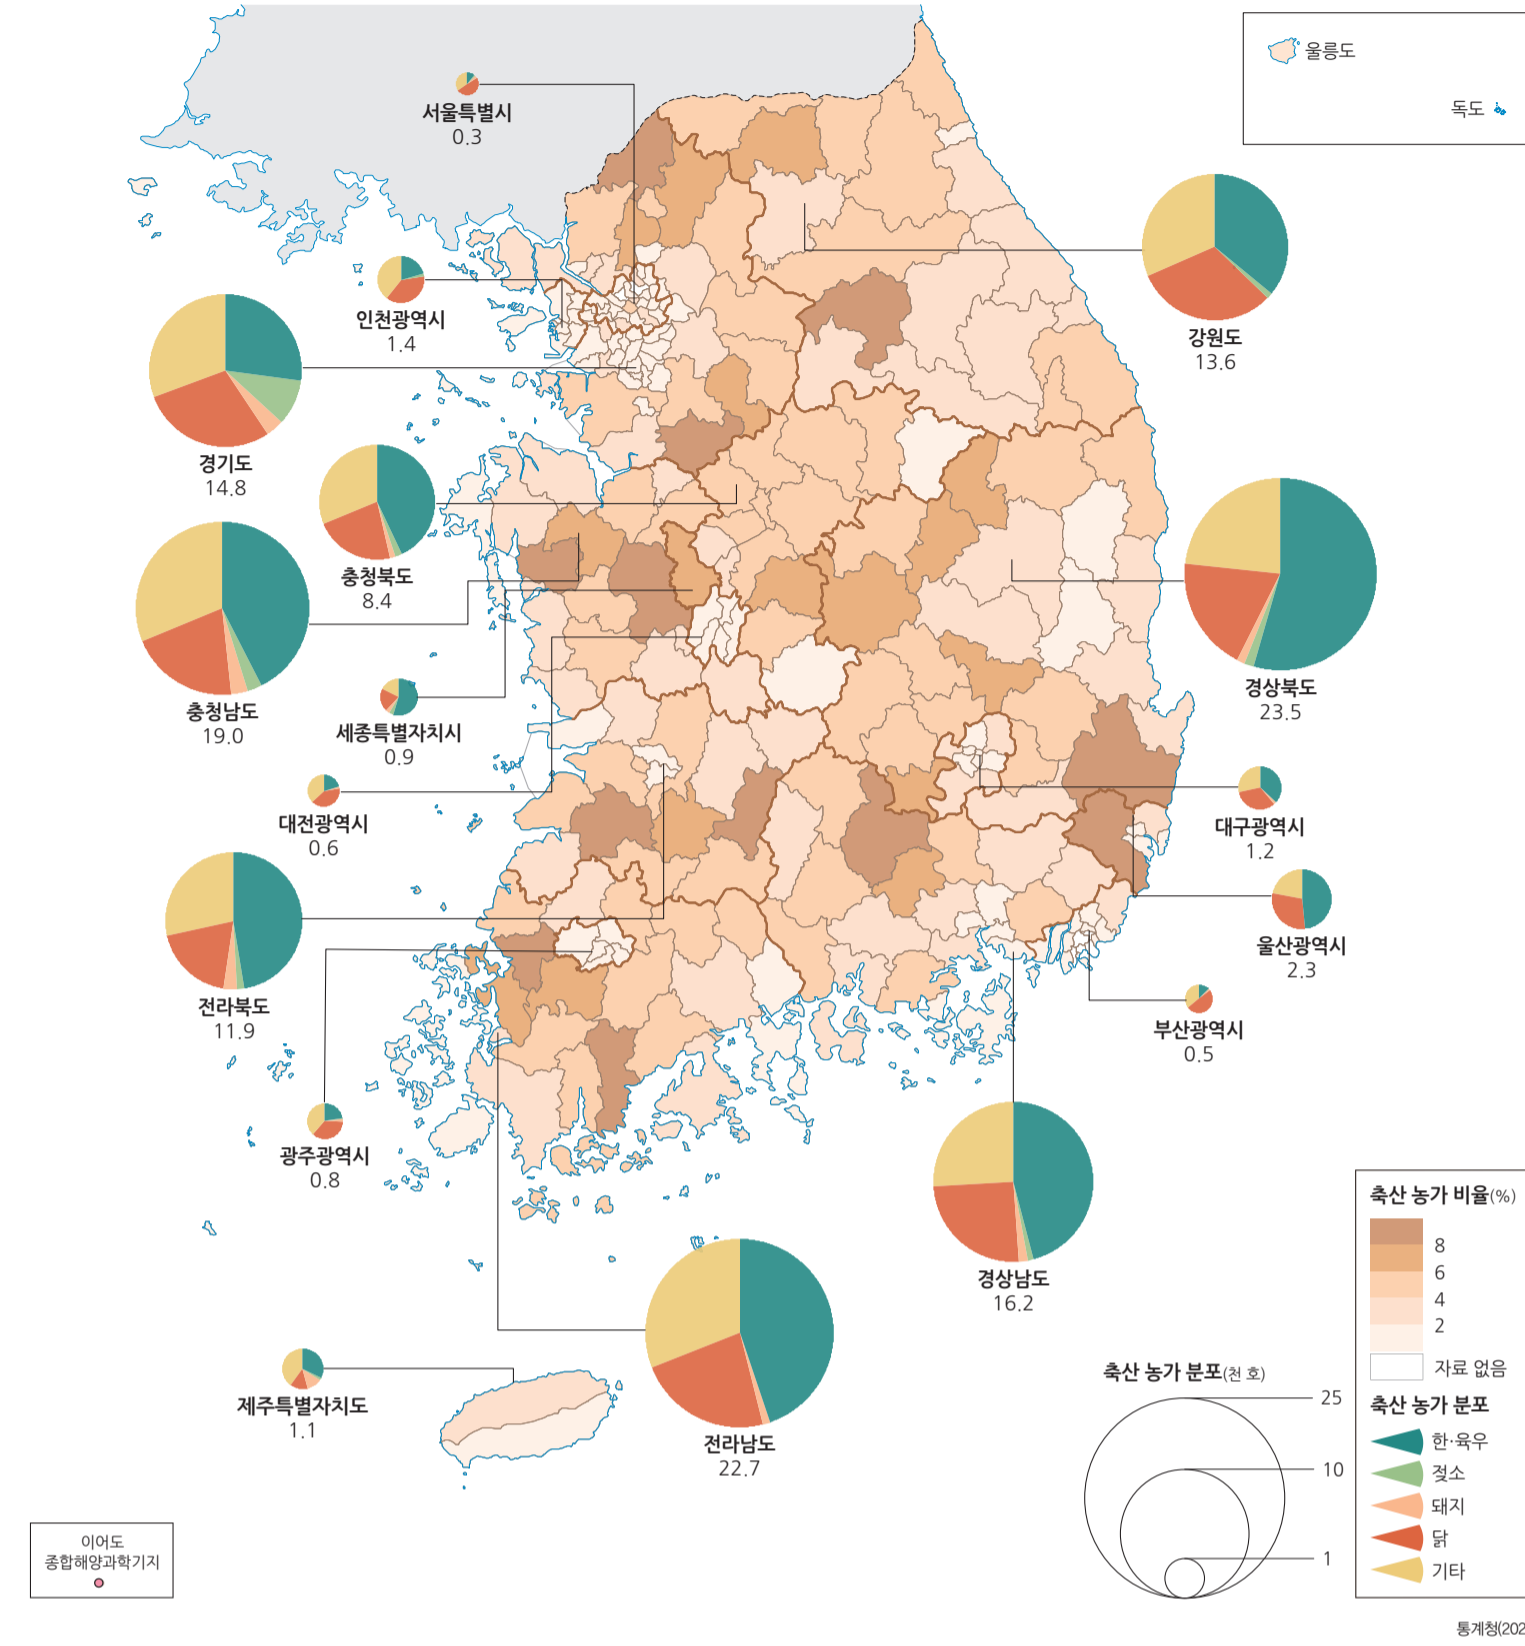 울릉도
독도
서울특별시
0.3
인천광역시
1.4
강원도
13.6
경기도
14.8
충청북도
8.4
경상북도
23.5
충청남도
19.0
세종특별자치시
0.9
대전광역시
0.6
대구광역시
1.2
울산광역시
2.3
전라북도
11.9
부산광역시
0.5
광주광역시
0.8
경상남도
16.2
전라남도
22.7
제주특별자치도
1.1
축산 농가 비율(%)
8
6
4
2
자료 없음
축산 농가 분포
한·육우
젖소
돼지
닭
기타
축산 농가 분포(천 호)
25
10
1
이어도
종합해양과학기지
통계청(202